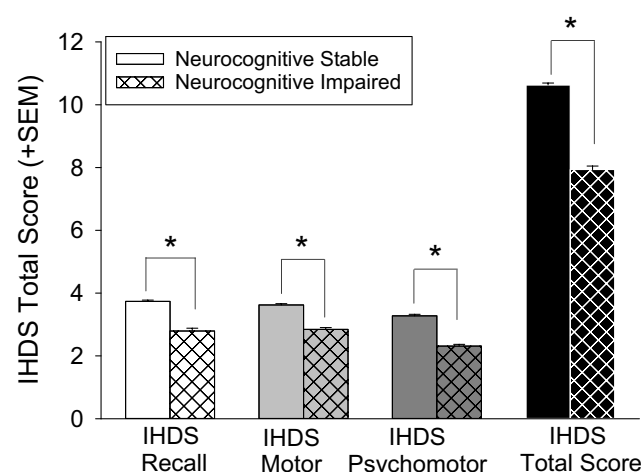 IHDS Total Score (+SEM)
12
10
8
6
4
2
0
Neurocognitive Stable
Neurocognitive Impaired
*
*
*
*
IHDS
Recall
IHDS
Motor
IHDS
Psychomotor
IHDS
Total Score